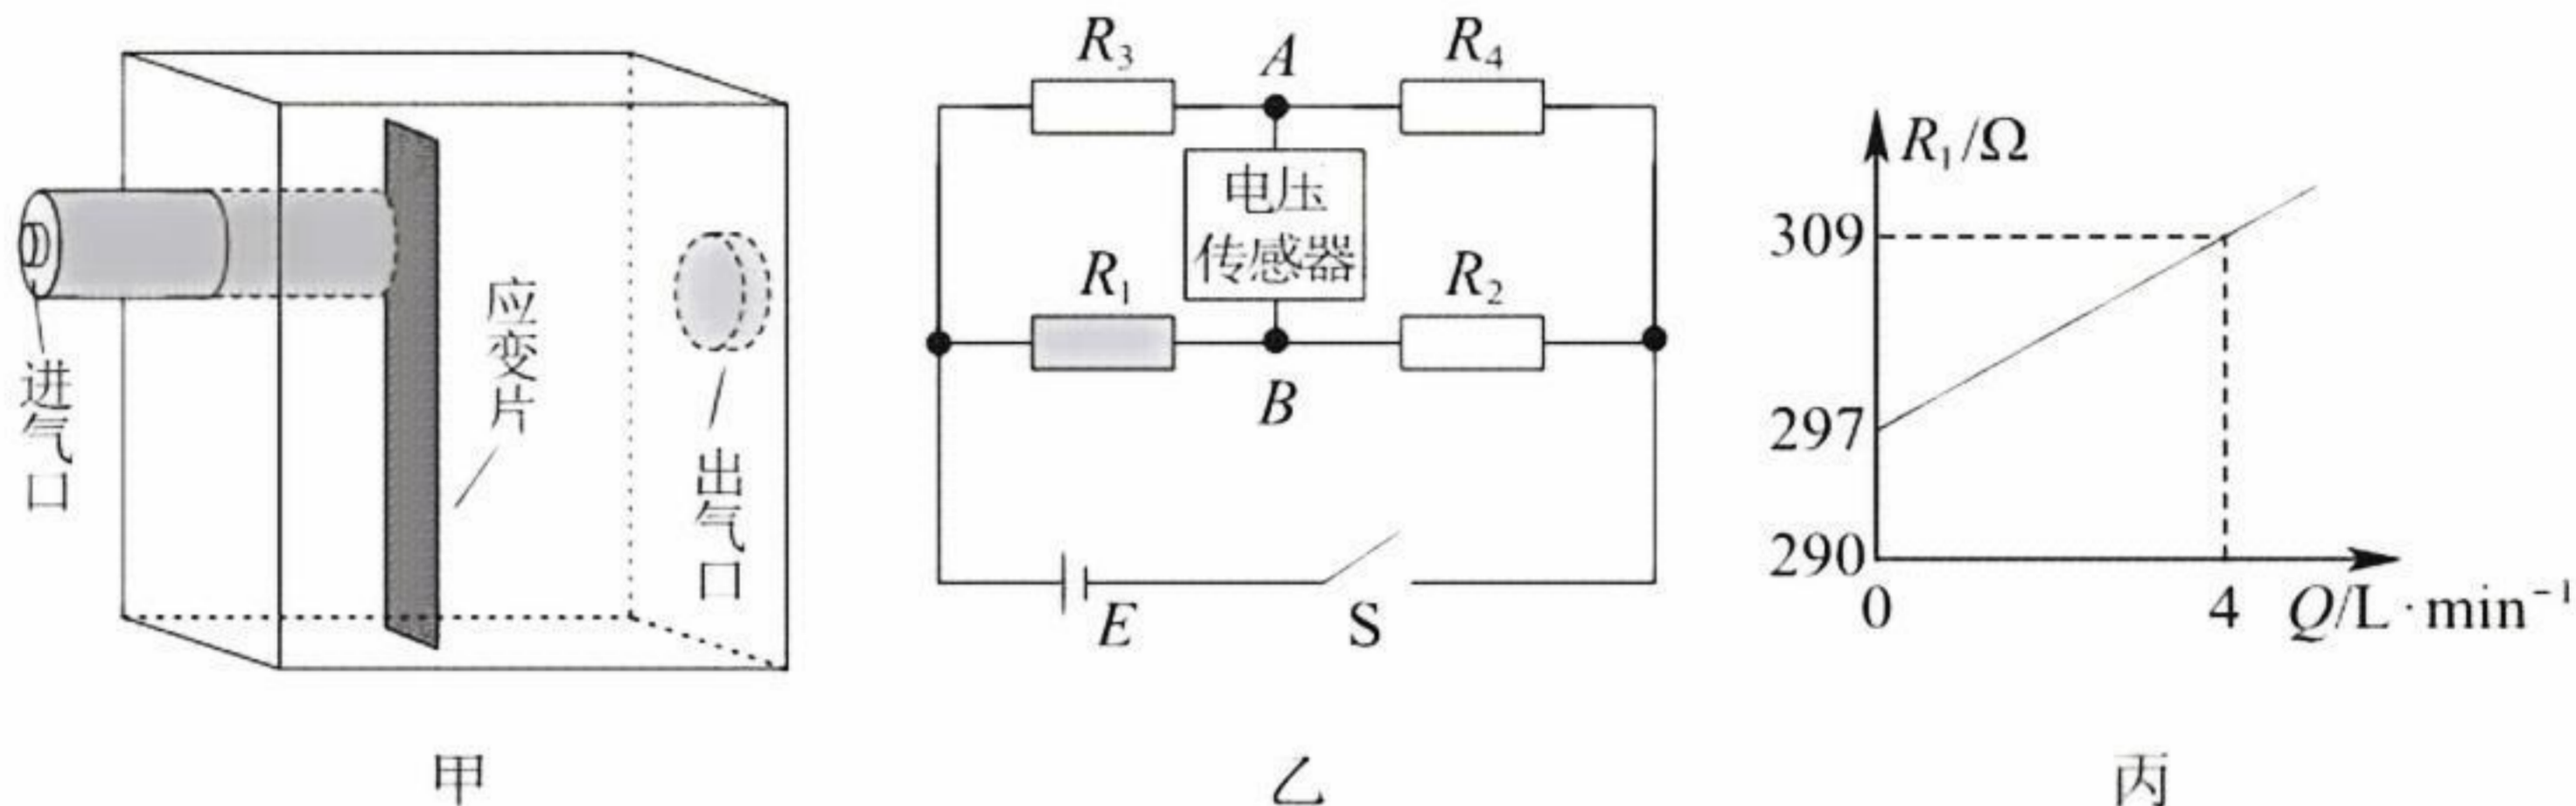 进气口
应变片
出气口
甲
R₃
A
R₄
电压
传感器
R₁
R₂
B
E
S
乙
R₁/Ω
309
297
290
0
4
Q/L·min⁻¹
丙